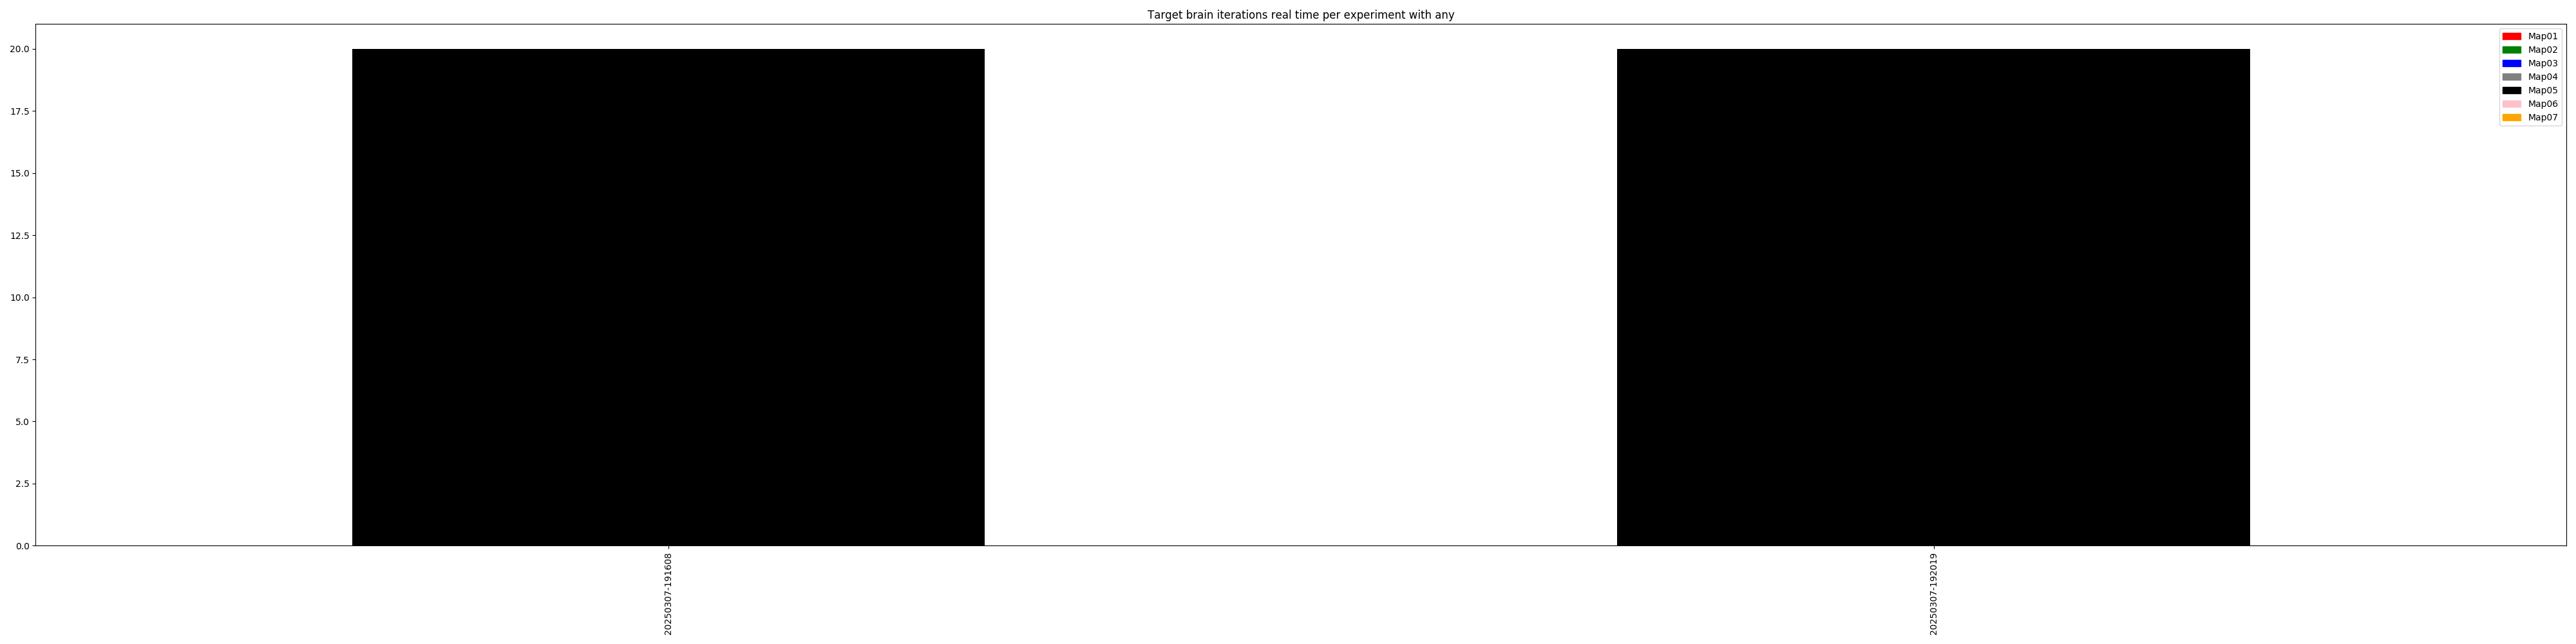 Target brain iterations real time per experiment with any
20.0
17.5
15.0
12.5
10.0
7.5
5.0
2.5
0.0
Map01
Map02
Map03
Map04
Map05
Map06
Map07
20250307-191608
20250307-192019